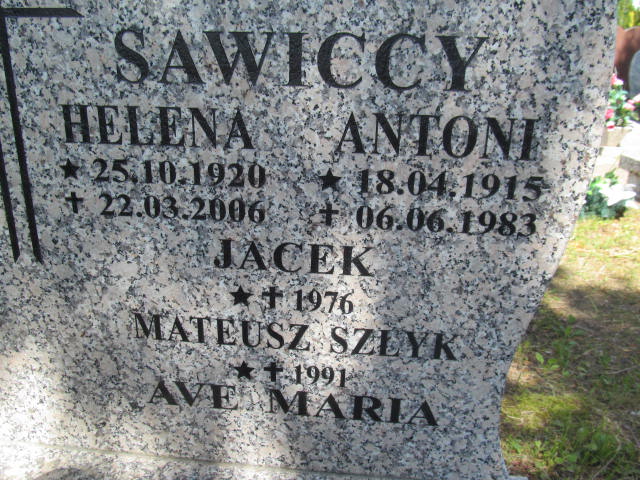 SAWICCY
HELENA ANTONI
★ 25.10.1920 ★ 18.04.1915
✝ 22.03.2006 ✝ 06.06.1983
JACEK
★ ✝ 1976
MATEUSZ SZŁYK
★ ✝ 1991
AVE MARIA